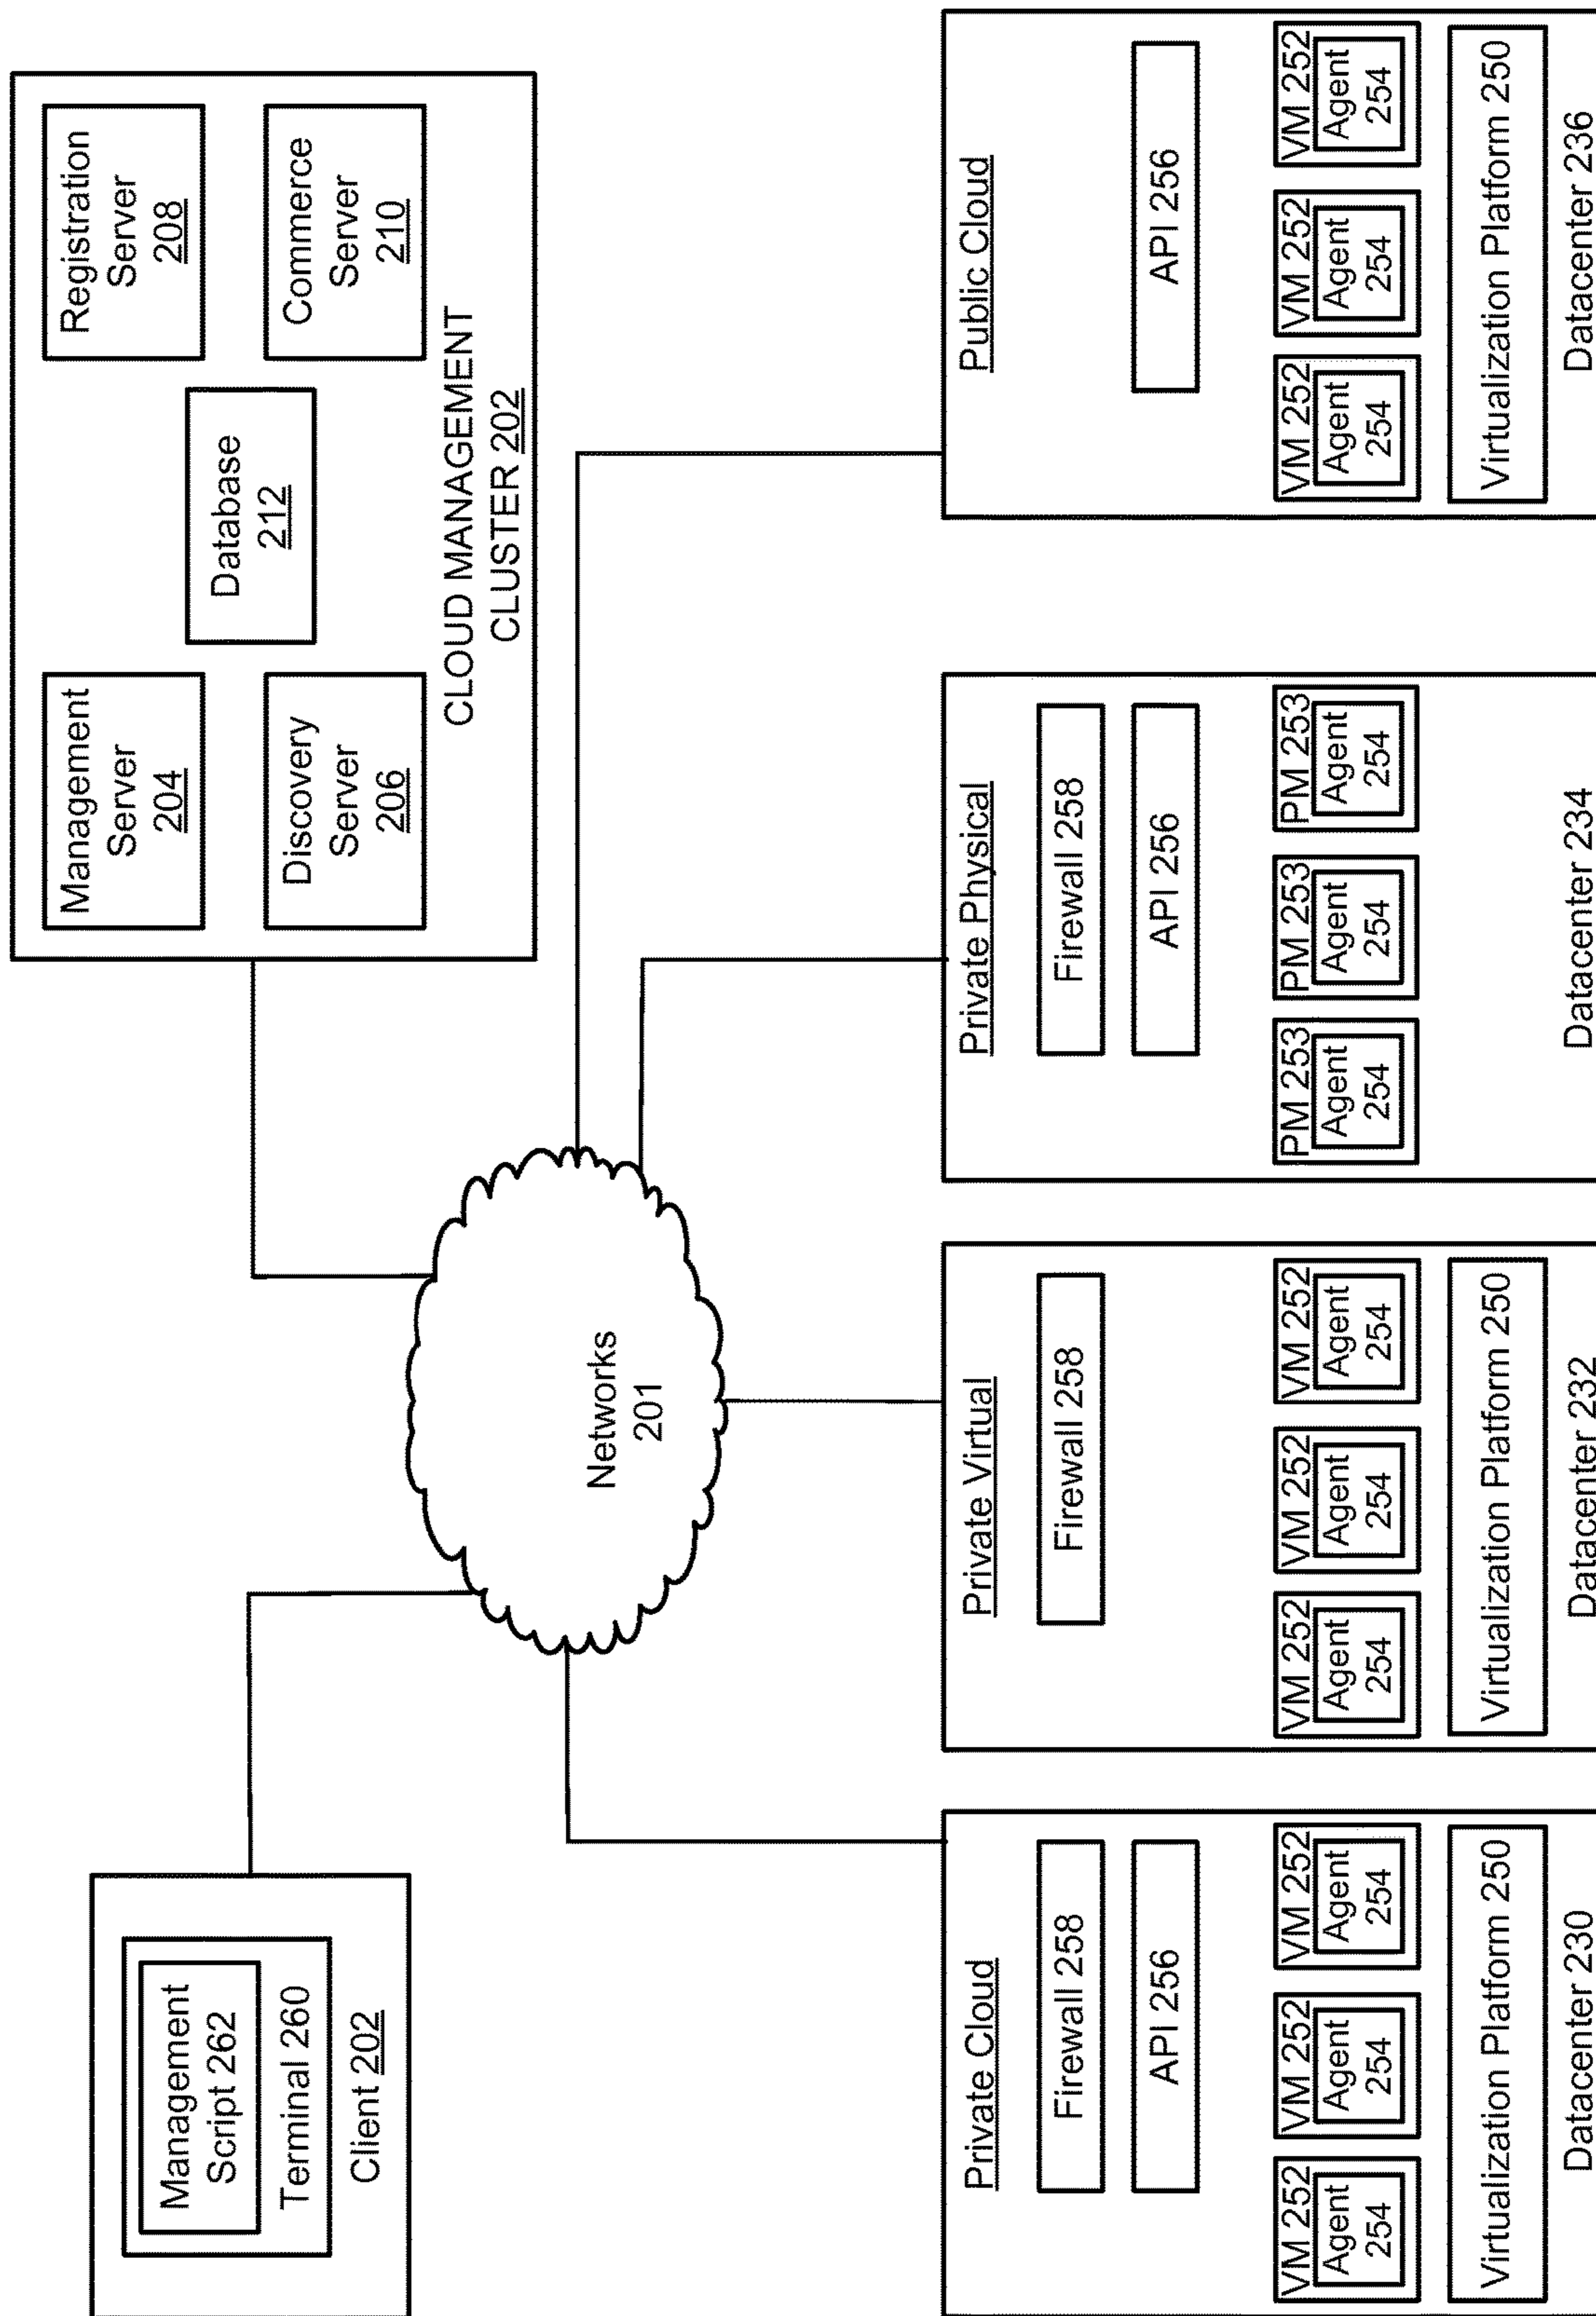 Management
Script 262
Terminal 260
Client 202
Management
Server
204
Registration
Server
208
Database
212
Discovery
Server
206
Commerce
Server
210
CLOUD MANAGEMENT
CLUSTER 202
Networks
201
Private Cloud
Firewall 258
API 256
VM 252
Agent
254
VM 252
Agent
254
VM 252
Agent
254
Virtualization Platform 250
Datacenter 230
Private Virtual
Firewall 258
VM 252
Agent
254
VM 252
Agent
254
VM 252
Agent
254
Virtualization Platform 250
Datacenter 232
Private Physical
Firewall 258
API 256
PM 253
Agent
254
PM 253
Agent
254
PM 253
Agent
254
Datacenter 234
Public Cloud
API 256
VM 252
Agent
254
VM 252
Agent
254
VM 252
Agent
254
Virtualization Platform 250
Datacenter 236